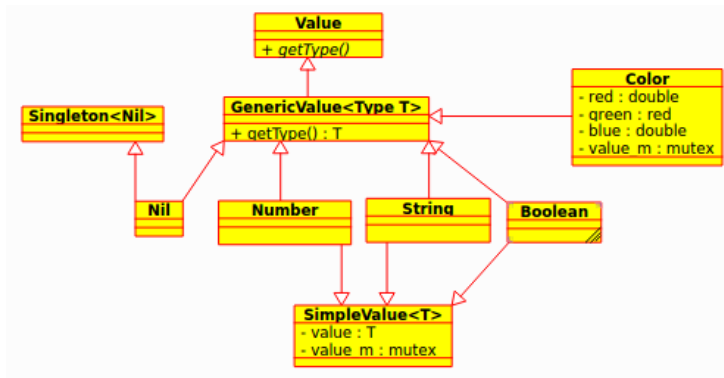 Value
+ getType()
GenericValue<Type T>
+ getType() : T
Color
- red : double
- green : red
- blue : double
- value_m : mutex
Singleton<Nil>
Nil
Number
String
Boolean
SimpleValue<T>
- value : T
- value_m : mutex